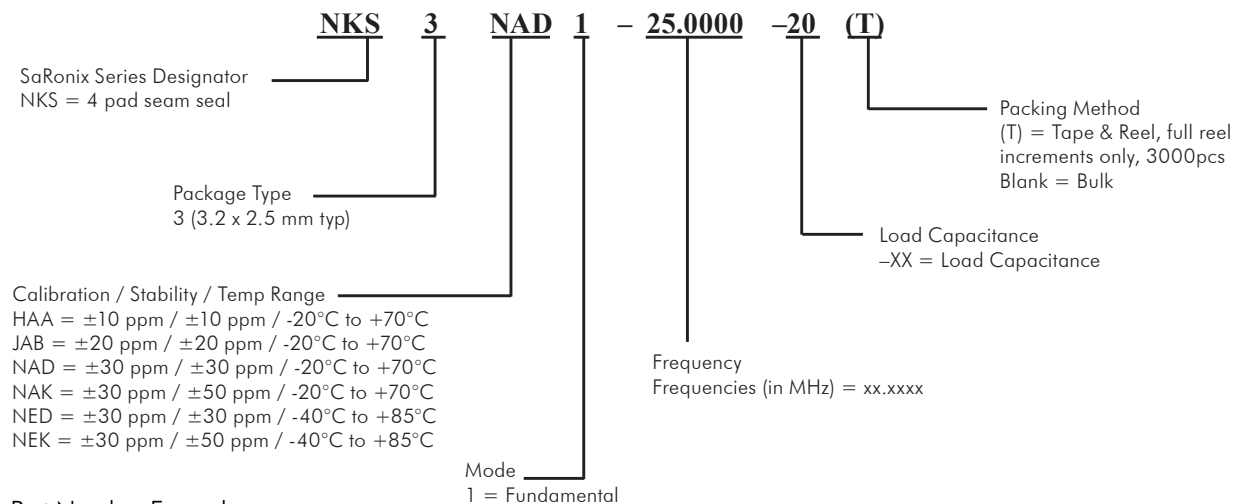 NKS 3 NAD 1 – 25.0000 –20 (T)
SaRonix Series Designator
NKS = 4 pad seam seal
Packing Method
(T) = Tape & Reel, full reel
increments only, 3000pcs
Blank = Bulk
Package Type
3 (3.2 x 2.5 mm typ)
Load Capacitance
–XX = Load Capacitance
Calibration / Stability / Temp Range
HAA = ±10 ppm / ±10 ppm / -20°C to +70°C
JAB = ±20 ppm / ±20 ppm / -20°C to +70°C
NAD = ±30 ppm / ±30 ppm / -20°C to +70°C
NAK = ±30 ppm / ±50 ppm / -20°C to +70°C
NED = ±30 ppm / ±30 ppm / -40°C to +85°C
NEK = ±30 ppm / ±50 ppm / -40°C to +85°C
Frequency
Frequencies (in MHz) = xx.xxxx
Mode
1 = Fundamental